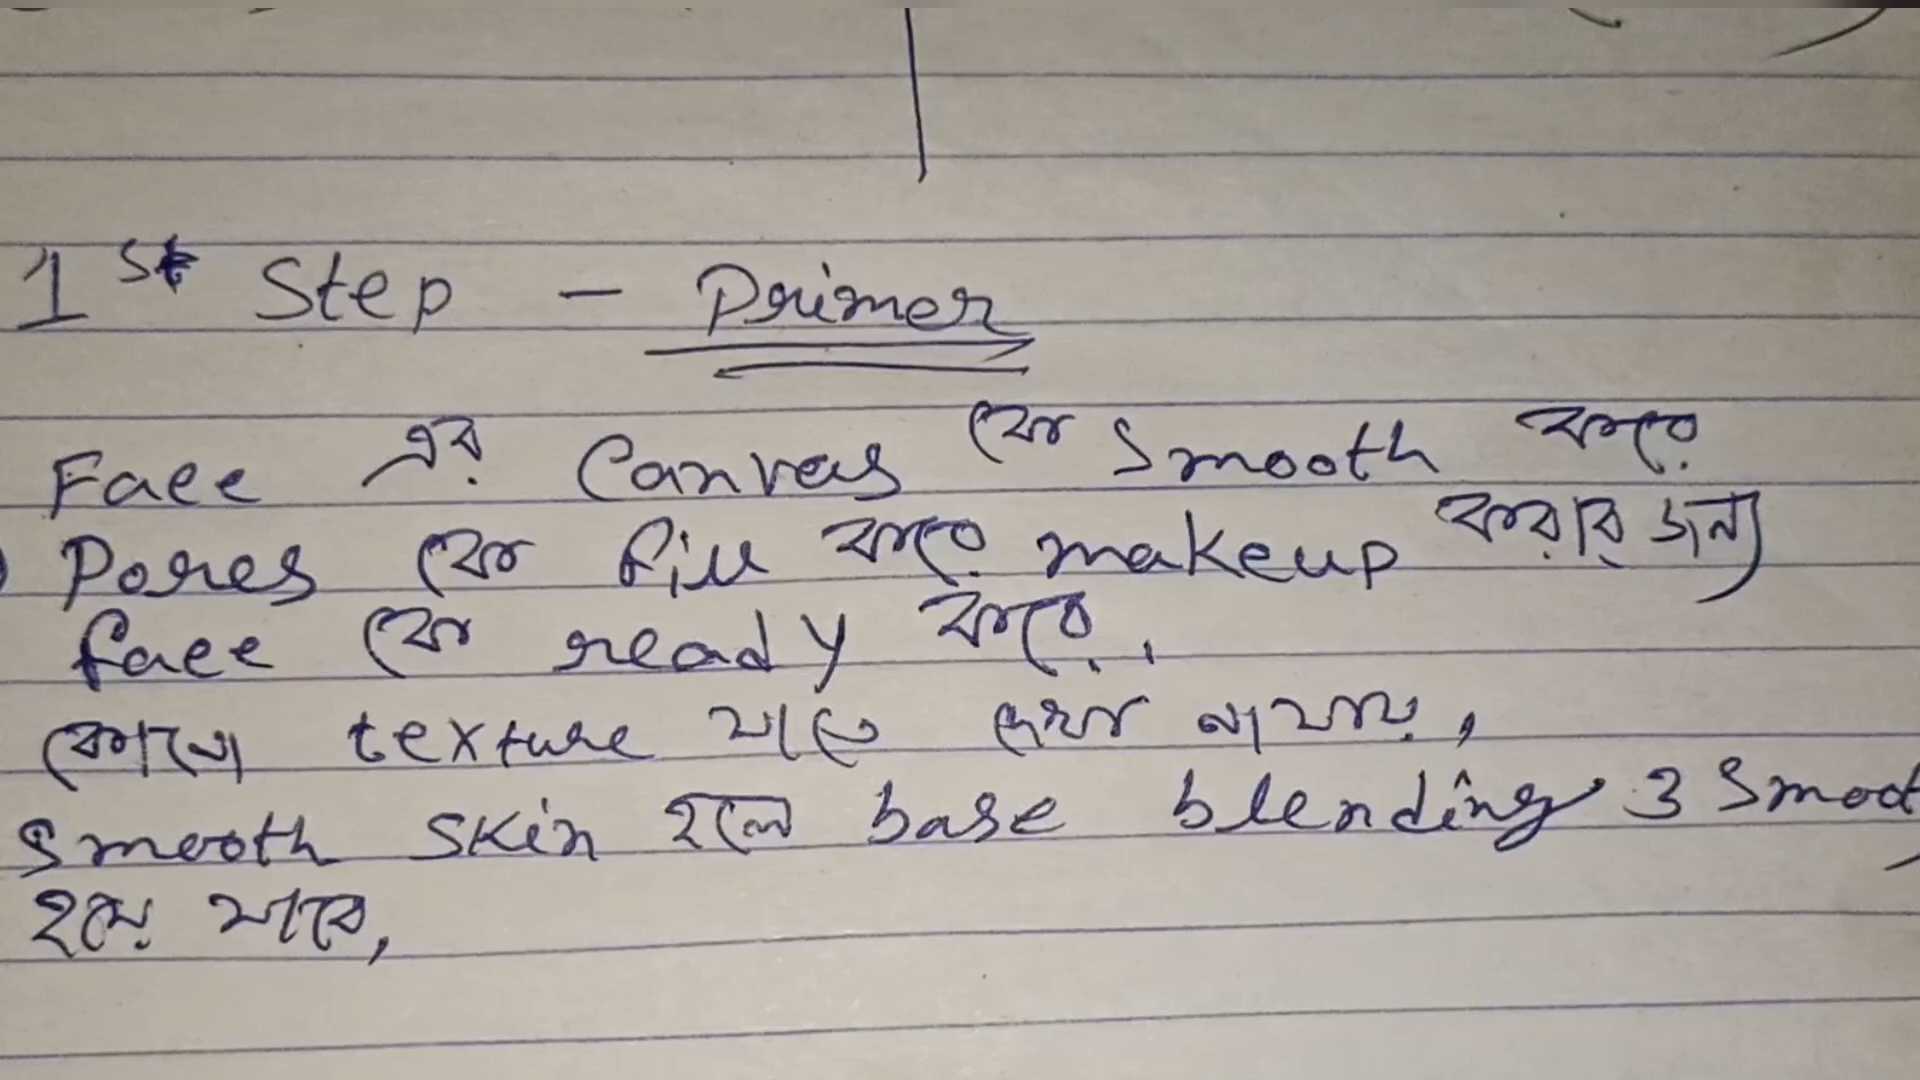 1st Step - Primer
Face এর Canvas কে Smooth করে
Pores কে fill করে makeup করার জন্য
face কে ready করে.
কোনো texture যাতে দেখা না যায়,
Smooth skin হলে base blending ও Smoot
হয়ে যাবে,